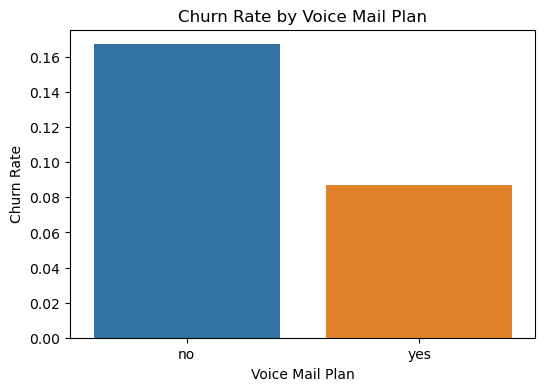 Churn Rate by Voice Mail Plan
0.16
0.14
0.12
0.10
0.08
0.06
0.04
0.02
0.00
Churn Rate
no yes
Voice Mail Plan